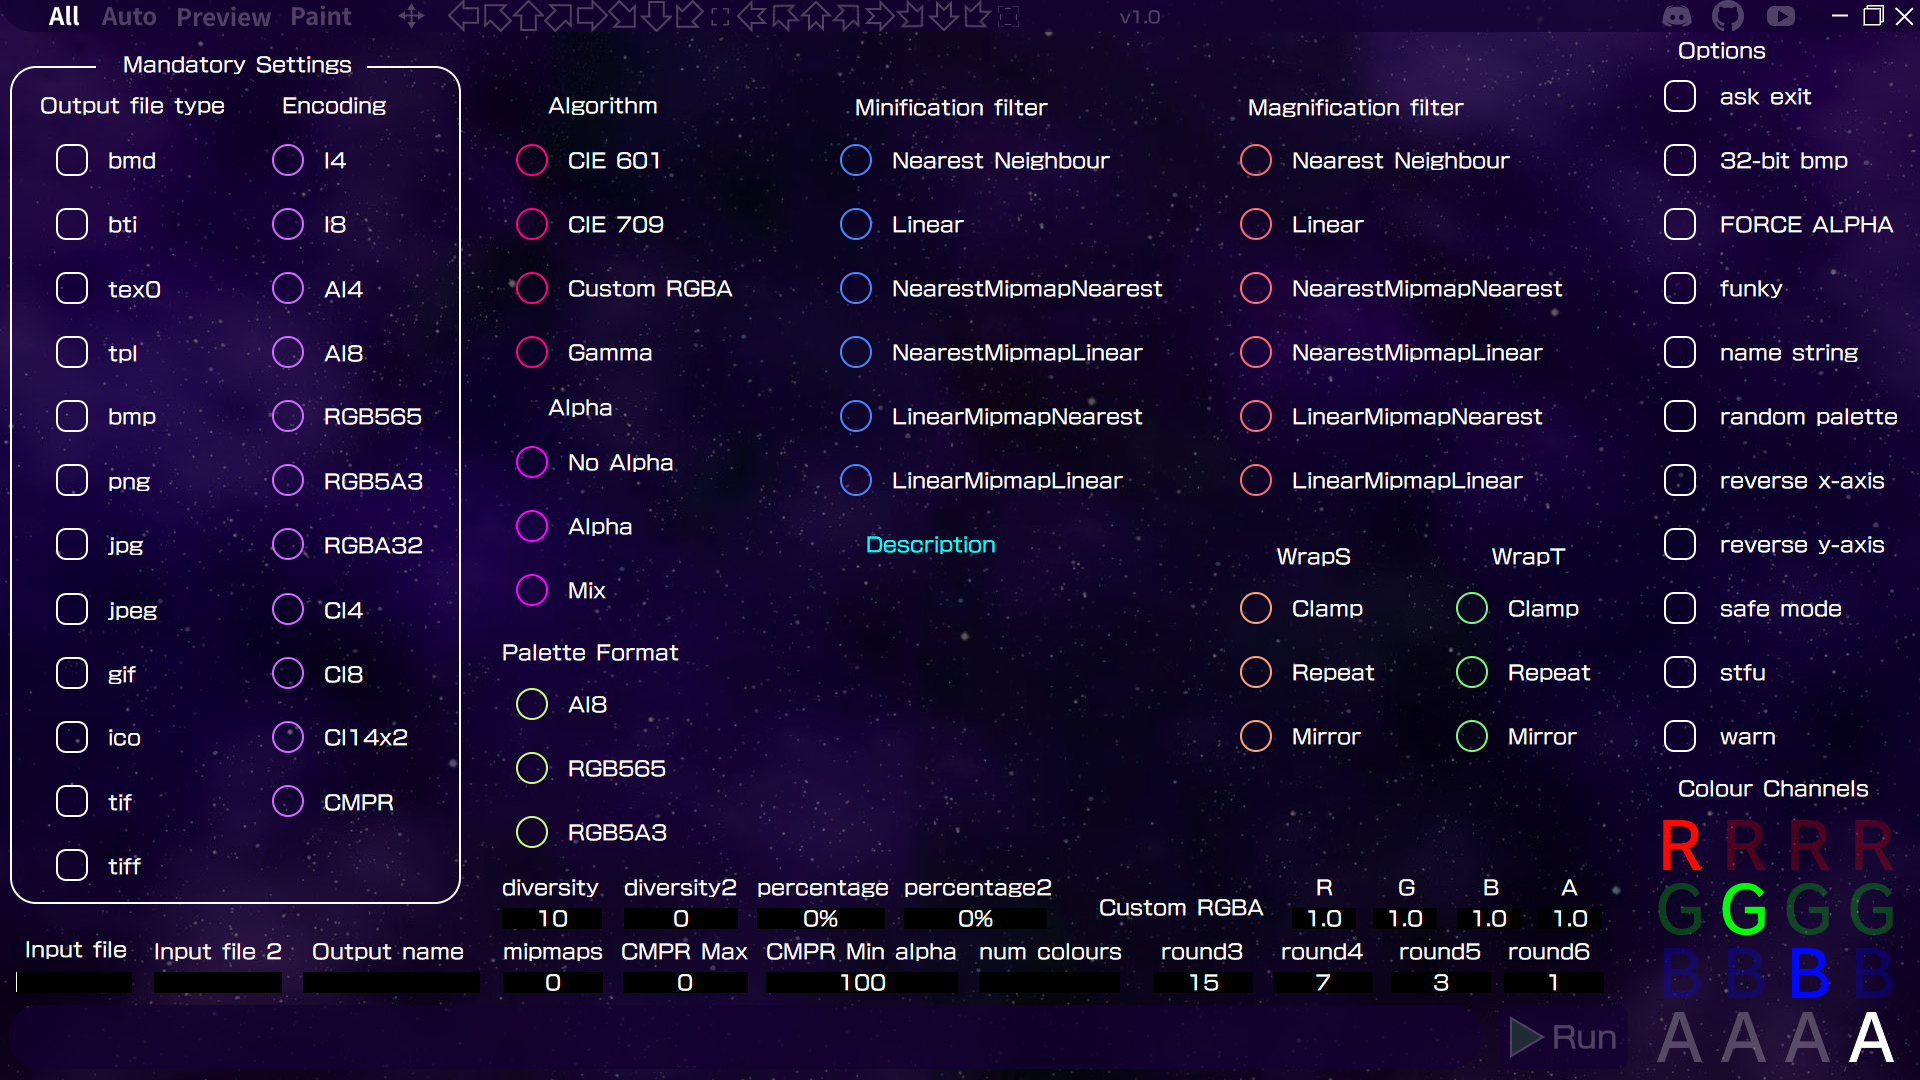 All Auto Preview Paint v1.0
Mandatory Settings
Output file type
bmd
bti
tex0
tpl
bmp
png
jpg
jpeg
gif
ico
tif
tiff
Encoding
I4
I8
AI4
AI8
RGB565
RGB5A3
RGBA32
CI4
CI8
CI14x2
CMPR
Algorithm
CIE 601
CIE 709
Custom RGBA
Gamma
Alpha
No Alpha
Alpha
Mix
Palette Format
AI8
RGB565
RGB5A3
Minification filter
Nearest Neighbour
Linear
NearestMipmapNearest
NearestMipmapLinear
LinearMipmapNearest
LinearMipmapLinear
Description
Magnification filter
Nearest Neighbour
Linear
NearestMipmapNearest
NearestMipmapLinear
LinearMipmapNearest
LinearMipmapLinear
WrapS
Clamp
Repeat
Mirror
WrapT
Clamp
Repeat
Mirror
Options
ask exit
32-bit bmp
FORCE ALPHA
funky
name string
random palette
reverse x-axis
reverse y-axis
safe mode
stfu
warn
Colour Channels
R R R R
G G G G
B B B B
A A A A
diversity diversity2 percentage percentage2
10 0 0% 0%
Custom RGBA
R G B A
1.0 1.0 1.0 1.0
Input file Input file 2 Output name
mipmaps CMPR Max CMPR Min alpha num colours round3 round4 round5 round6
0 0 100 15 7 3 1
Run